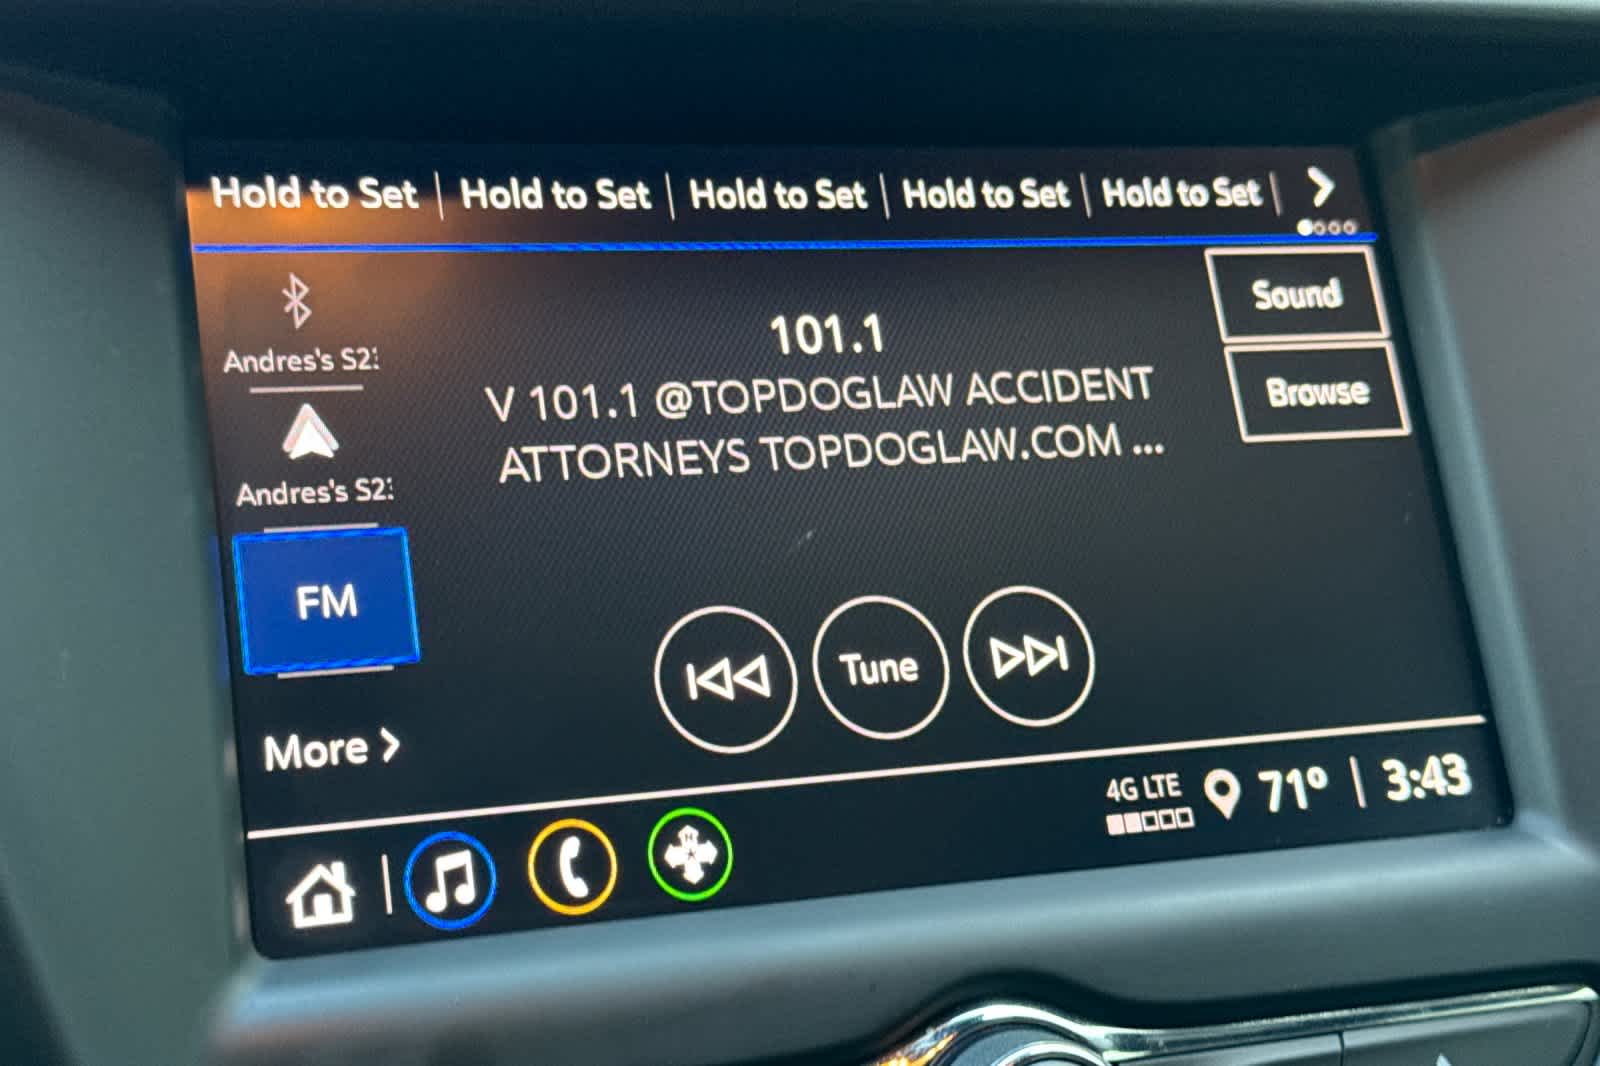 Hold to Set | Hold to Set | Hold to Set | Hold to Set | Hold to Set |
Sound
101.1
Andres's S2
V 101.1 @TOPDOGLAW ACCIDENT
ATTORNEYS TOPDOGLAW.COM ...
Browse
Andres's S2
FM
Tune
More >
4G LTE
71° | 3:43